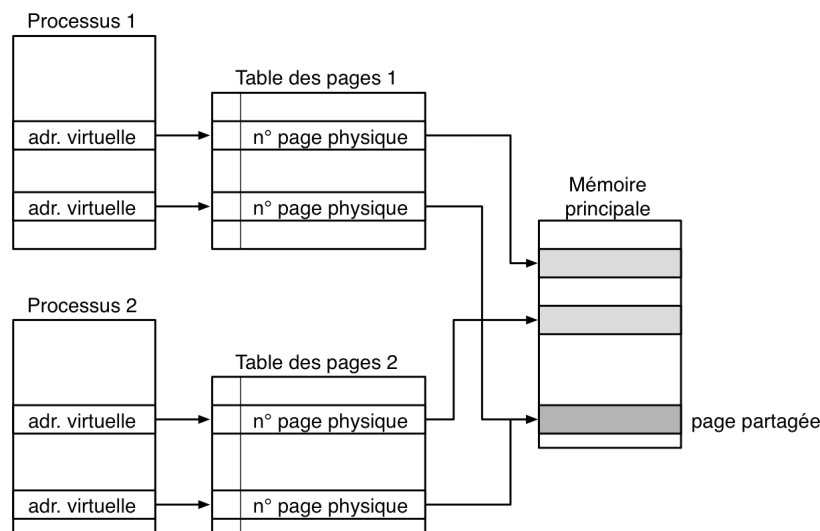 Processus 1
Table des pages 1
adr. virtuelle
n° page physique
adr. virtuelle
n° page physique
Mémoire
principale
Processus 2
Table des pages 2
adr. virtuelle
n° page physique
page partagée
adr. virtuelle
n° page physique